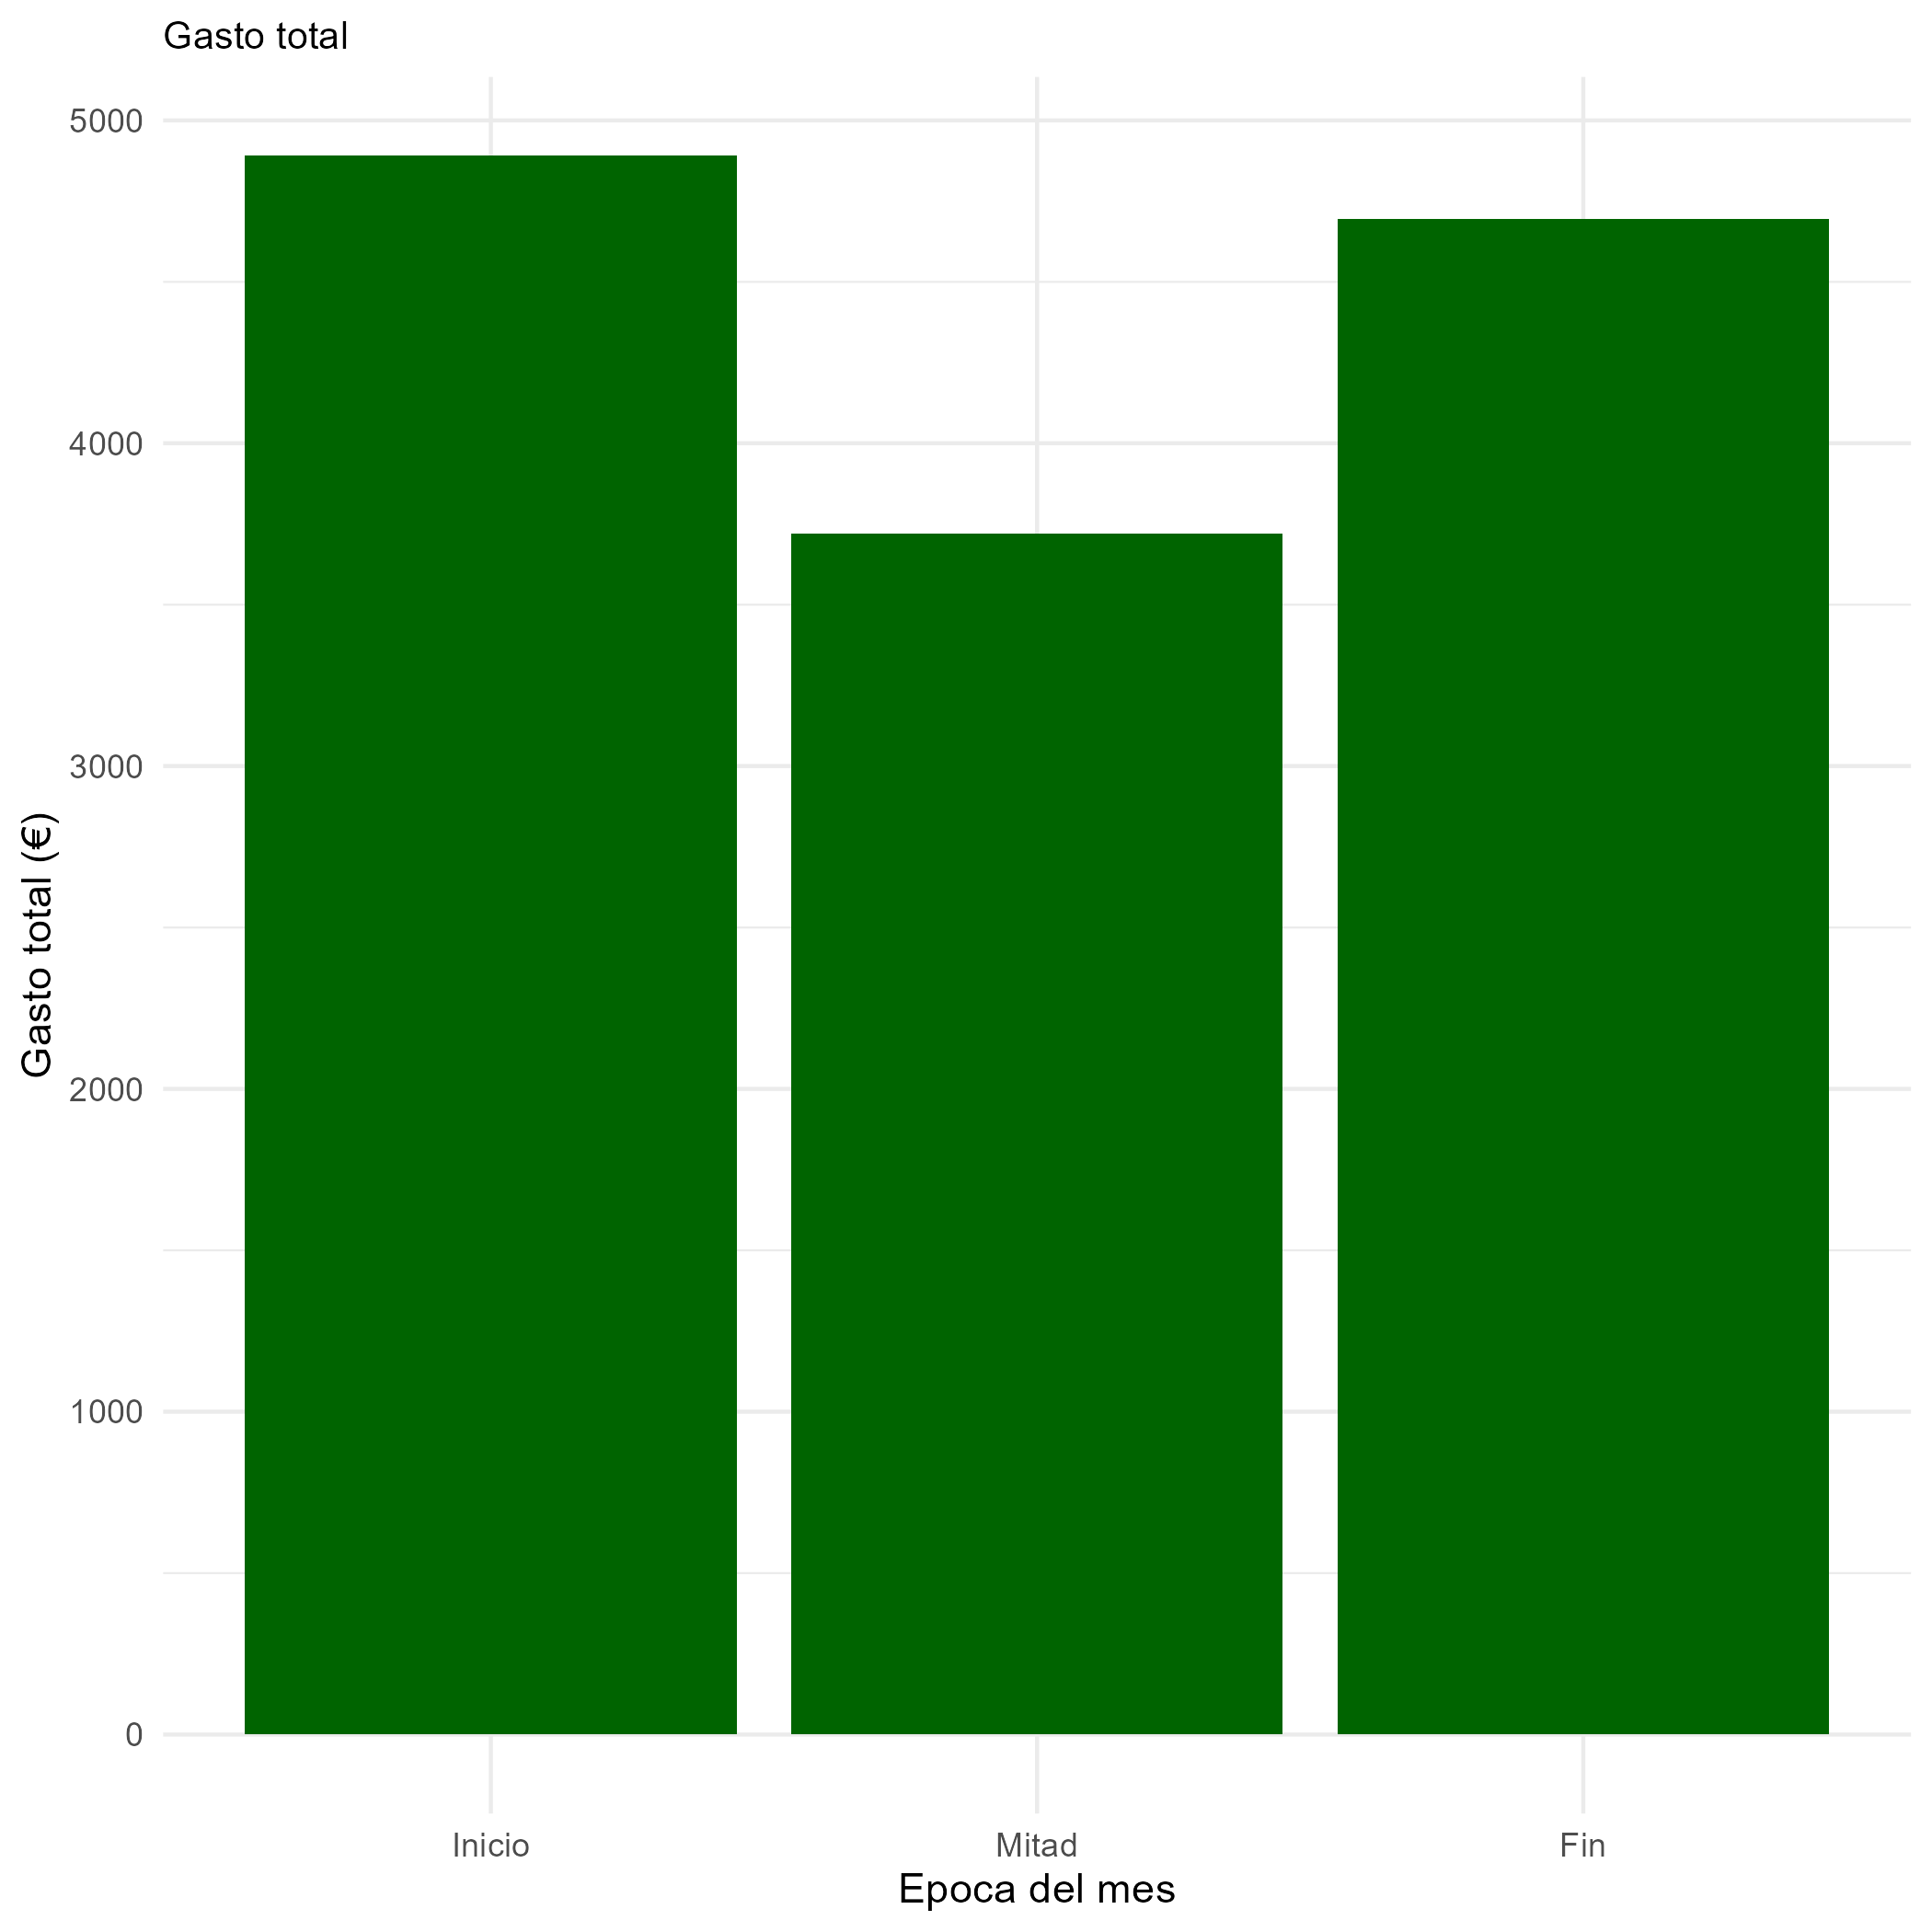 Gasto total
5000
4000
3000
2000
1000
0
Gasto total (€)
Inicio
Mitad
Fin
Epoca del mes